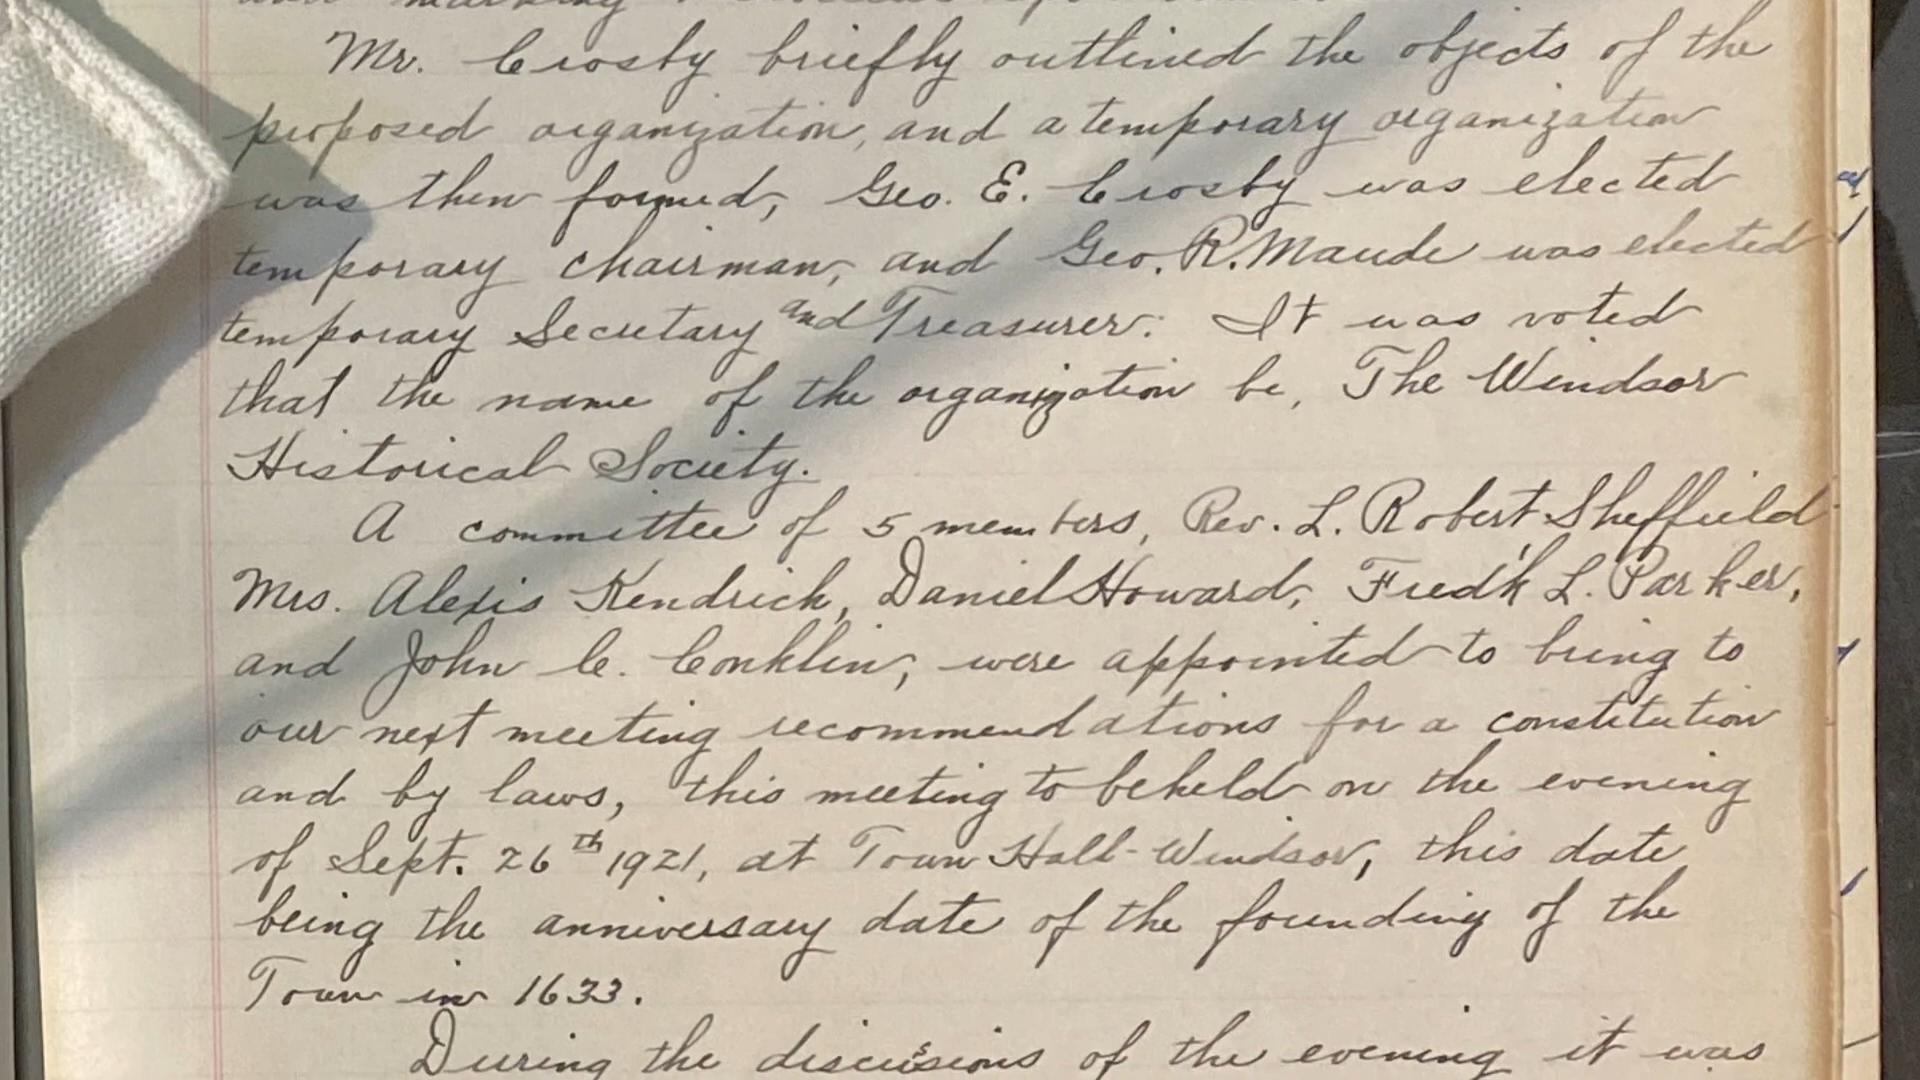 Mr. Crosby briefly outlined the objects of the
proposed organization, and a temporary organization
was then formed, Geo. E. Crosby was elected
temporary chairman, and Geo. R. Maude was elected
temporary Secretary and Treasurer. It was voted
that the name of the organization be, The Windsor
Historical Society.
A committee of 5 members, Rev. L. Robert Sheffield
Mrs. Alexis Kendrick, Daniel Howard, Fredk L. Parker,
and John C. Conklin, were appointed to bring to
our next meeting recommendations for a constitution
and by laws, this meeting to be held on the evening
of Sept. 26th 1921, at Town Hall-Windsor, this date
being the anniversary date of the founding of the
Town in 1633.
During the discussions of the evening it was